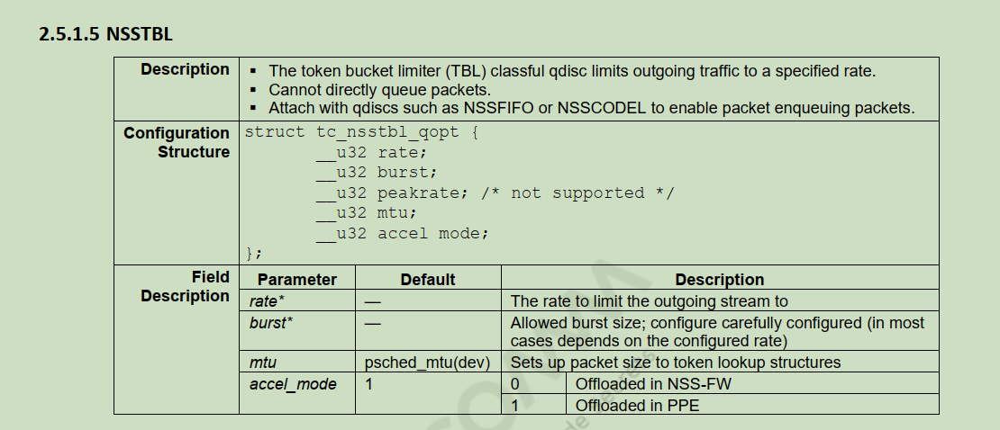 2.5.1.5 NSSTBL
Description
▪ The token bucket limiter (TBL) classful qdisc limits outgoing traffic to a specified rate.
▪ Cannot directly queue packets.
▪ Attach with qdiscs such as NSSFIFO or NSSCODEL to enable packet enqueuing packets.
Configuration Structure
struct tc_nsstbl_qopt {
__u32 rate;
__u32 burst;
__u32 peakrate; /* not supported */
__u32 mtu;
__u32 accel mode;
};
Field Description
Parameter Default Description
rate* — The rate to limit the outgoing stream to
burst* — Allowed burst size; configure carefully configured (in most
cases depends on the configured rate)
mtu psched_mtu(dev) Sets up packet size to token lookup structures
accel_mode 1 0 Offloaded in NSS-FW
1 Offloaded in PPE